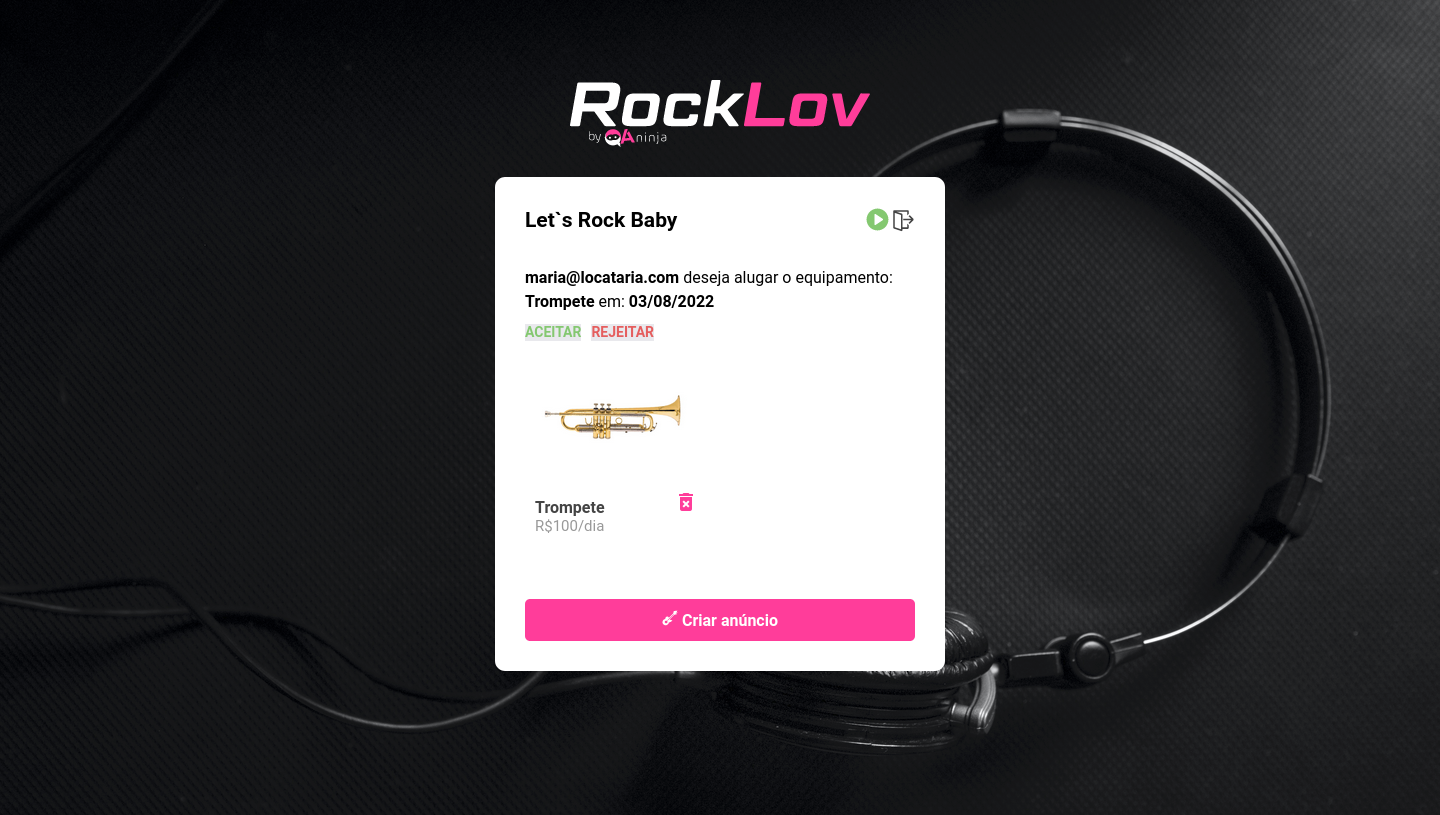 RockLov
by QAninja
Let`s Rock Baby
maria@locataria.com deseja alugar o equipamento:
Trompete em: 03/08/2022
ACEITAR REJEITAR
Trompete
R$100/dia
Criar anúncio